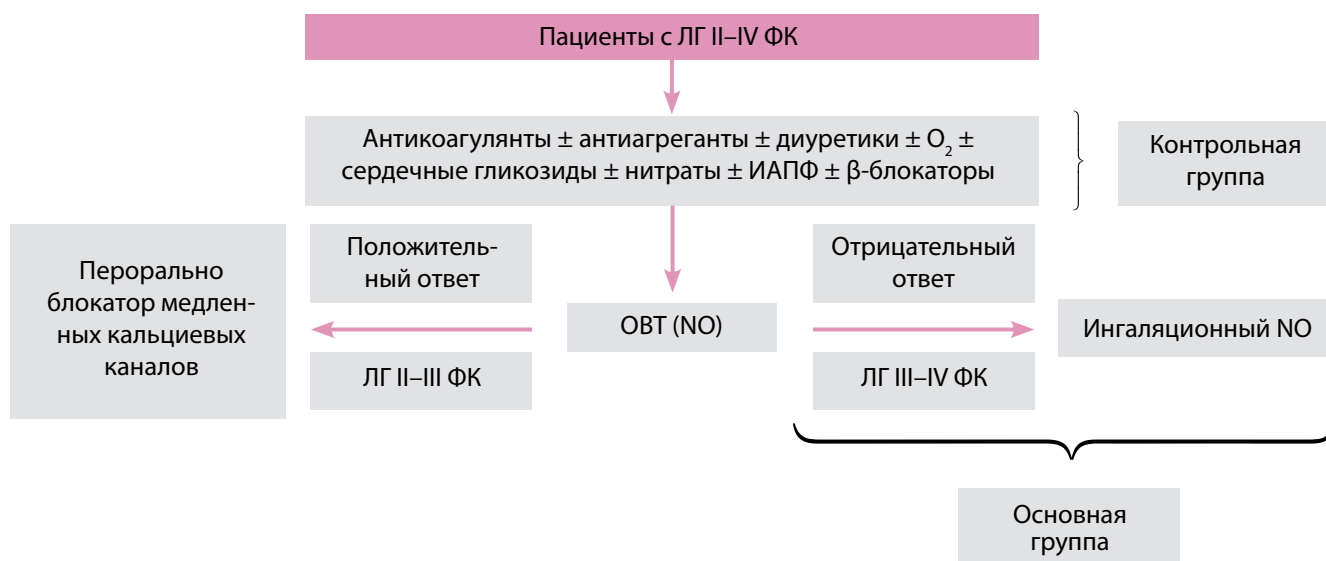 Пациенты с ЛГ II–IV ФК
Антикоагулянты ± антиагреганты ± диуретики ± O₂ ±
сердечные гликозиды ± нитраты ± ИАПФ ± β-блокаторы
Контрольная
группа
Перорально
блокатор медлен-
ных кальциевых
каналов
Положитель-
ный ответ
ЛГ II–III ФК
ОВТ (NO)
Отрицательный
ответ
ЛГ III–IV ФК
Ингаляционный NO
Основная
группа